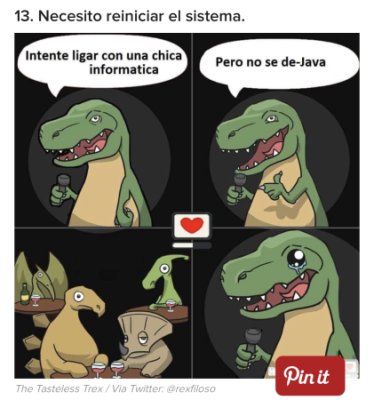 13. Necesito reiniciar el sistema.
Intente ligar con una chica
informatica
Pero no se de-Java
Pin it
The Tasteless Trex / Via Twitter: @rexfiloso